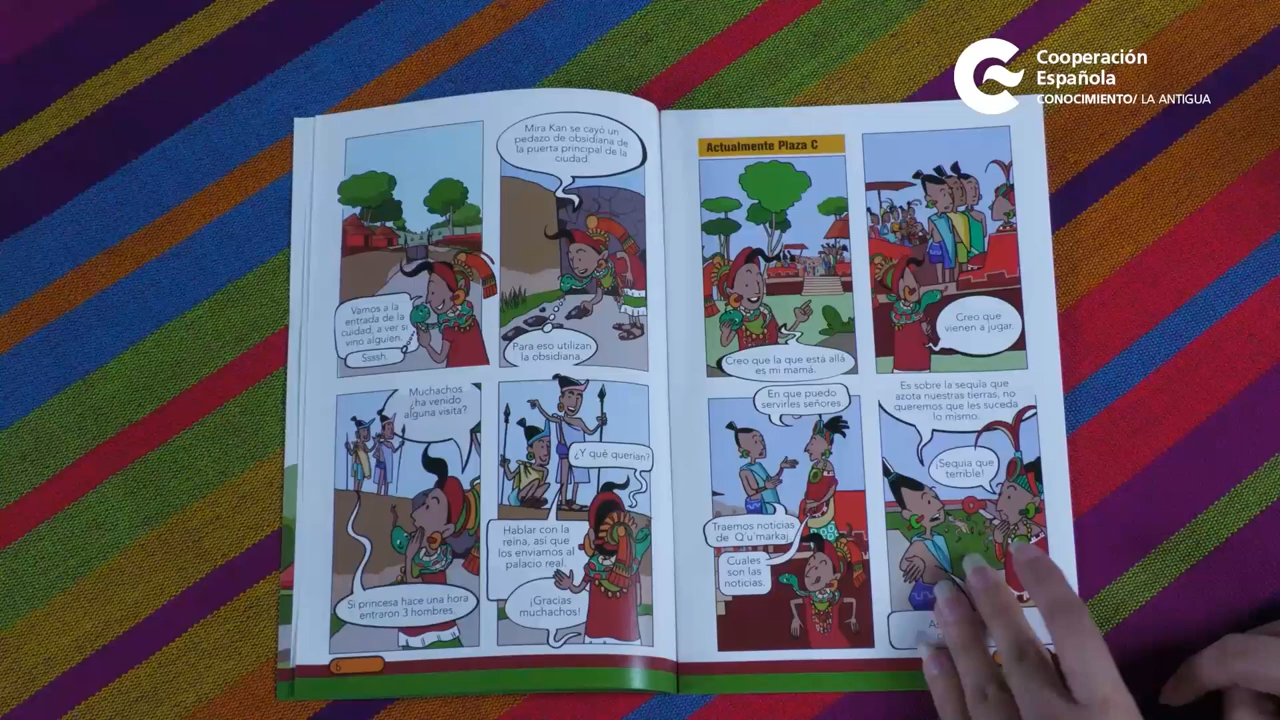 Cooperación
Española
CONOCIMIENTO/ LA ANTIGUA
Vamos a la
entrada de la
cuidad, a ver si
vino alguien.
Ssssh.
Mira Kan se cayó un
pedazo de obsidiana de
la puerta principal de la
ciudad.
Para eso utilizan
la obsidiana.
Muchachos
¿ha venido
alguna visita?
Si princesa hace una hora
entraron 3 hombres.
¿Y qué querian?
Hablar con la
reina, así que
los enviamos al
palacio real.
¡Gracias
muchachos!
6
Actualmente Plaza C
Creo que la que está allá
es mi mamá.
Creo que
vienen a jugar.
En que puedo
servirles señores
Traemos noticias
de Q'u'markaj
Cuales
son las
noticias.
Es sobre la sequía que
azota nuestras tierras, no
queremos que les suceda
lo mismo.
¡Sequia que
terrible!